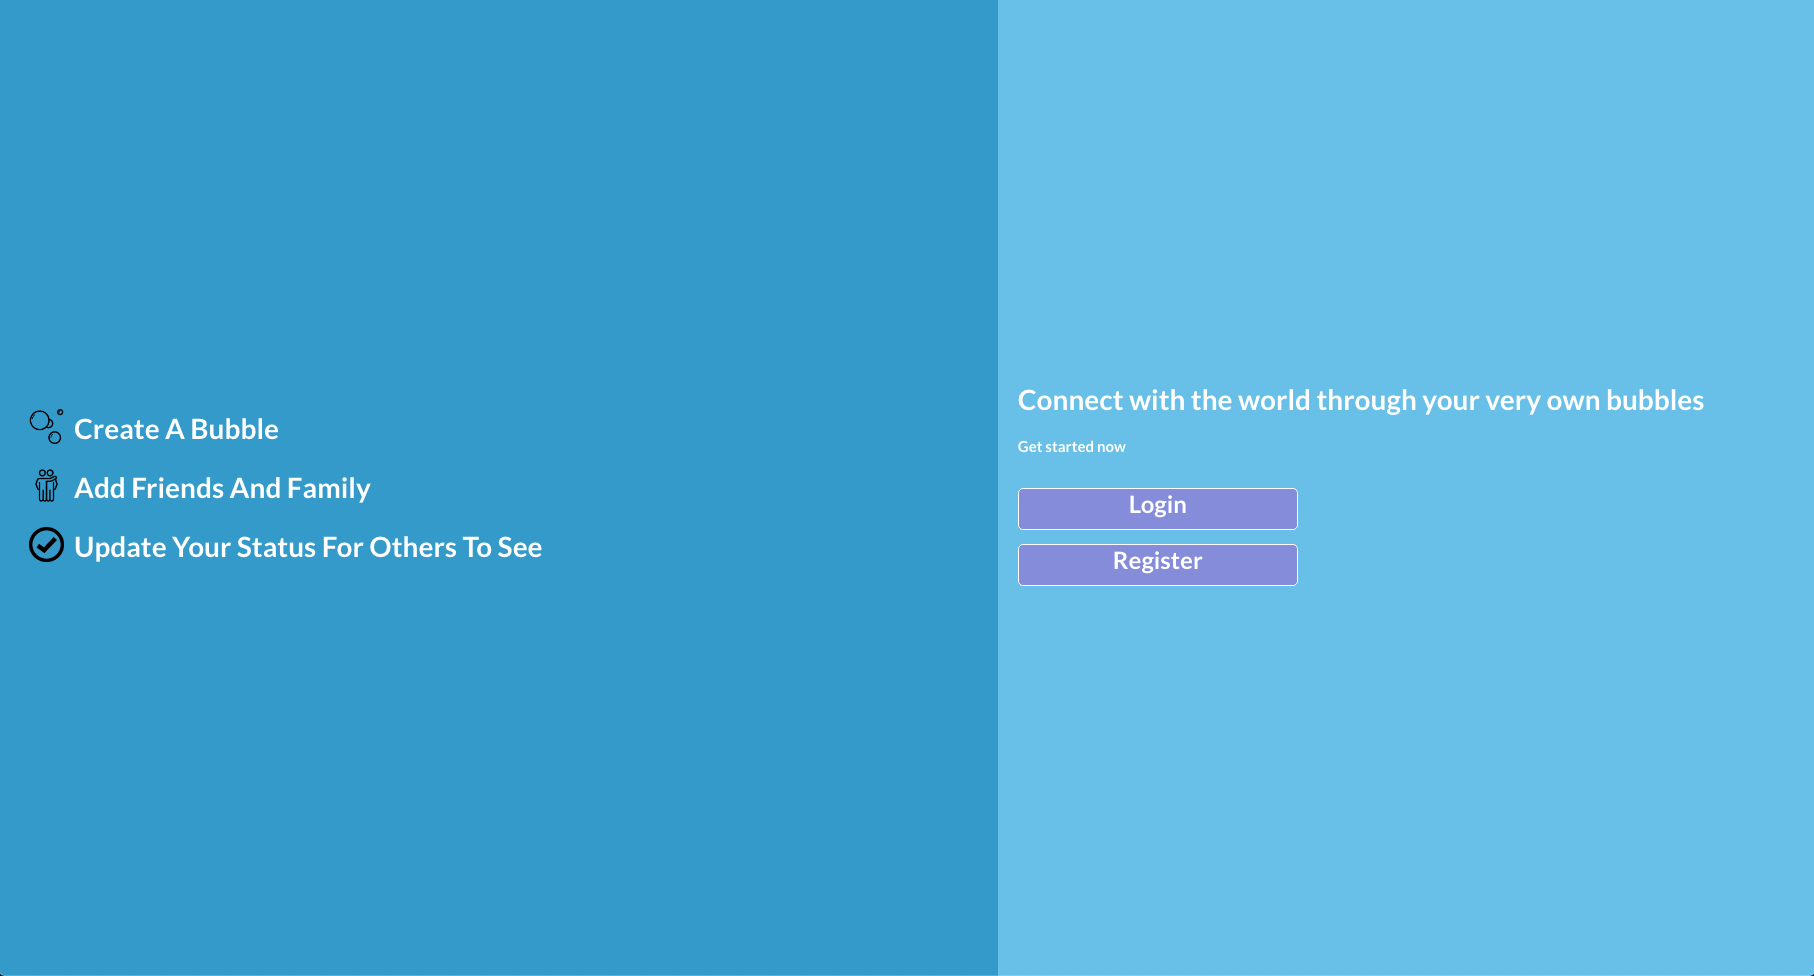 Create A Bubble
Add Friends And Family
Update Your Status For Others To See
Connect with the world through your very own bubbles
Get started now
Login
Register